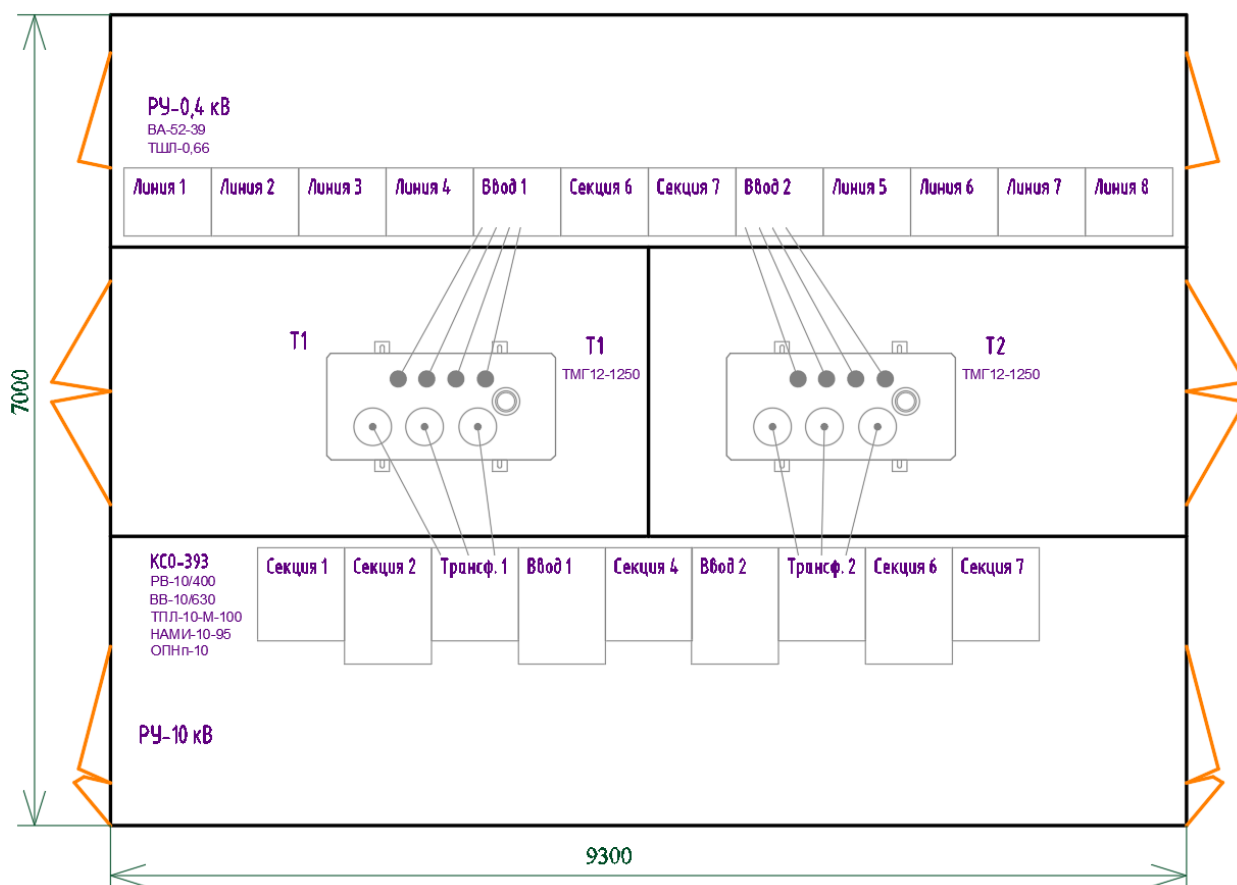 РУ-0,4 кВ
ВА-52-39
ТШЛ-0,66
Линия 1 Линия 2 Линия 3 Линия 4 Ввод 1 Секция 6 Секция 7 Ввод 2 Линия 5 Линия 6 Линия 7 Линия 8
Т1
Т1
ТМГ12-1250
Т2
ТМГ12-1250
7000
КСО-393
РВ-10/400
ВВ-10/630
ТПЛ-10-М-100
НАМИ-10-95
ОПНп-10
Секция 1 Секция 2 Трансф. 1 Ввод 1 Секция 4 Ввод 2 Трансф. 2 Секция 6 Секция 7
РУ-10 кВ
9300